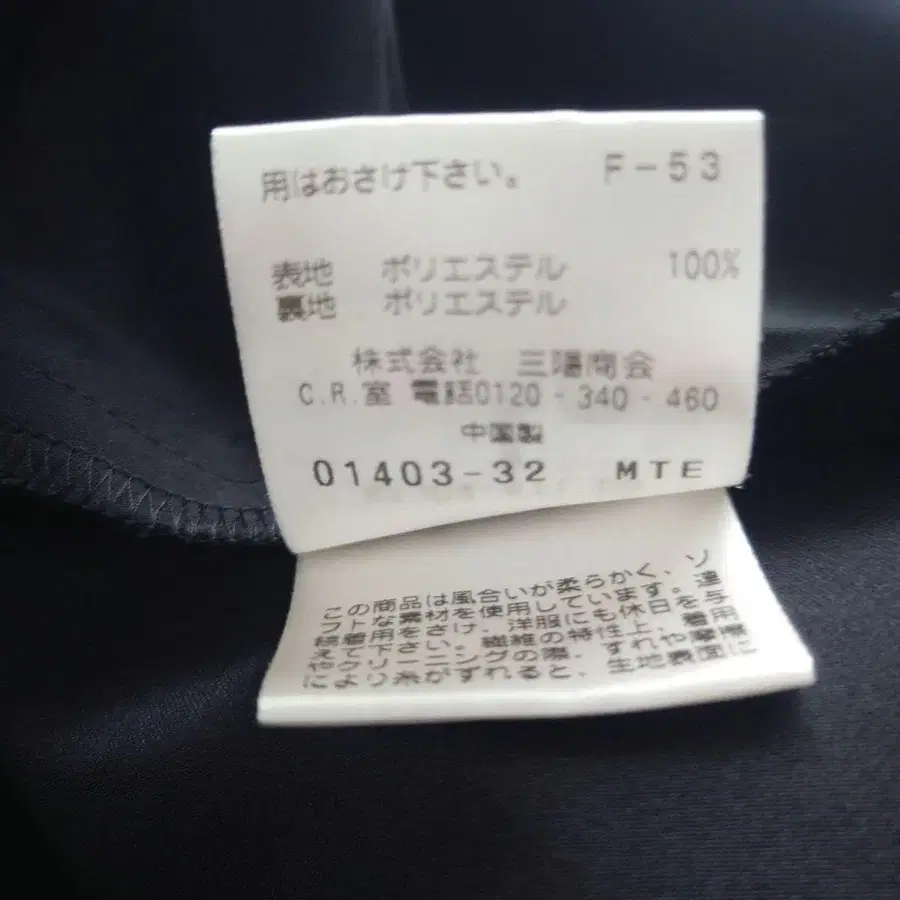 用はおさけ下さい。 F-53
表地 ポリエステル 100%
裏地 ポリエステル
株式会社 三陽商会
C.R.室 電話0120-340-460
中国製
01403-32 MTE
この商品は風合いが柔らかく、ソ
フトな素材を使用しています。連
続着用をさけ、洋服にも休日を与
えて下さい。繊維の特性上、着用
やクリーニングの際、すれや摩擦
により糸がずれると、生地表面に